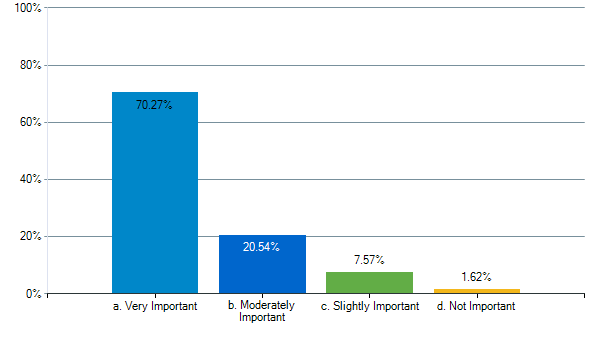 100%
80%
60%
40%
20%
0%
70.27%
20.54%
7.57%
1.62%
a. Very Important
b. Moderately
Important
c. Slightly Important
d. Not Important